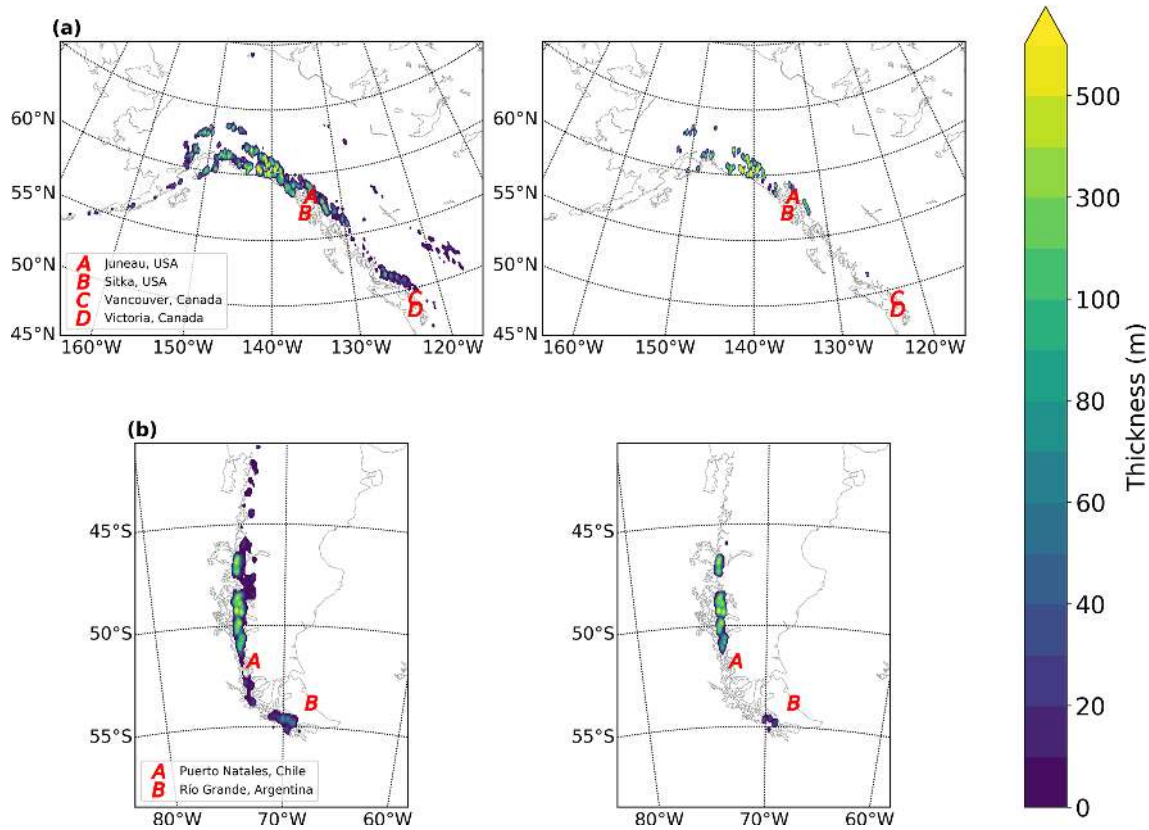 (a)
60°N
55°N
50°N
45°N
A Juneau, USA
B Sitka, USA
C Vancouver, Canada
D Victoria, Canada
A
B
C
D
160°W 150°W 140°W 130°W 120°W
60°N
55°N
50°N
45°N
A
B
C
D
160°W 150°W 140°W 130°W 120°W
(b)
45°S
50°S
55°S
A
B
A Puerto Natales, Chile
B Río Grande, Argentina
80°W 70°W 60°W
45°S
50°S
55°S
A
B
80°W 70°W 60°W
500
300
100
80
60
40
20
0
Thickness (m)